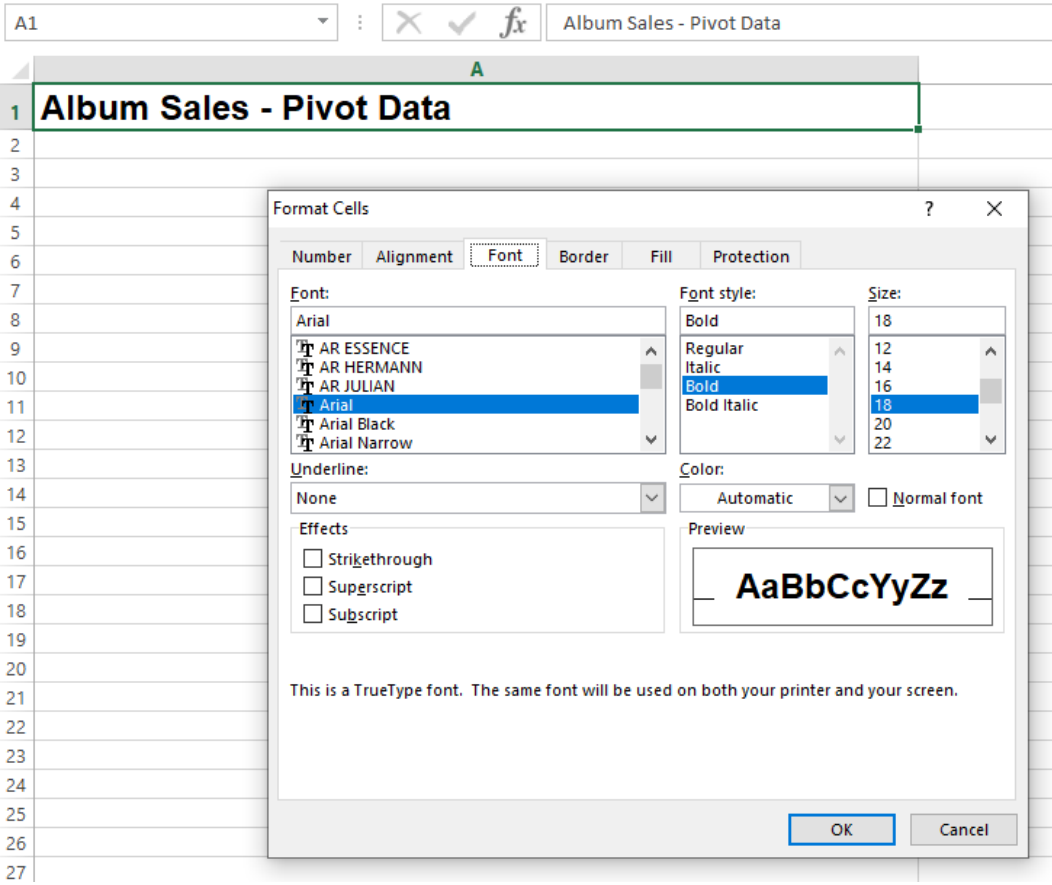 A1 fx Album Sales - Pivot Data
A
1 Album Sales - Pivot Data
2
3
4
5
6
7
8
9
10
11
12
13
14
15
16
17
18
19
20
21
22
23
24
25
26
27
Format Cells ?
Number Alignment Font Border Fill Protection
Font: Font style: Size:
Arial Bold 18
AR ESSENCE Regular 12
AR HERMANN Italic 14
AR JULIAN Bold 16
Arial Bold Italic 18
Arial Black 20
Arial Narrow 22
Underline: Color:
None Automatic Normal font
Effects Preview
Strikethrough
Superscript
Subscript
AaBbCcYyZz
This is a TrueType font. The same font will be used on both your printer and your screen.
OK Cancel